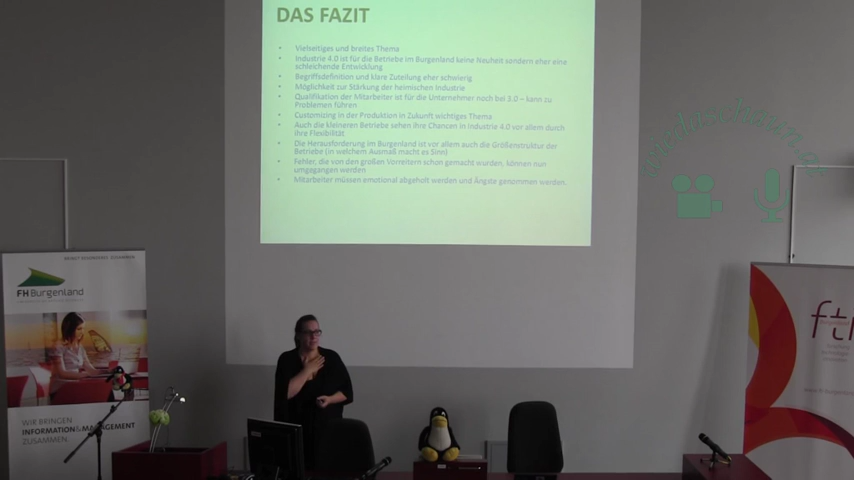 DAS FAZIT
• Vielseitiges und breites Thema
• Industrie 4.0 ist für die Betriebe im Burgenland keine Neuheit sondern eher eine
schleichende Entwicklung
• Begriffsdefinition und klare Zuteilung eher schwierig
• Möglichkeit zur Stärkung der heimischen Industrie
• Qualifikation der Mitarbeiter ist für die Unternehmer noch bei 3.0 – kann zu
Problemen führen
• Customizing in der Produktion in Zukunft wichtiges Thema
• Auch die kleineren Betriebe sehen ihre Chancen in Industrie 4.0 vor allem durch
ihre Flexibilität
• Die Herausforderung im Burgenland ist vor allem auch die Größenstruktur der
Betriebe (in welchem Ausmaß macht es Sinn)
• Fehler, die von den großen Vorreitern schon gemacht wurden, können nun
umgegangen werden
• Mitarbeiter müssen emotional abgeholt werden und Ängste genommen werden.
FH Burgenland
WIR BRINGEN
INFORMATION & MANAGEMENT
ZUSAMMEN